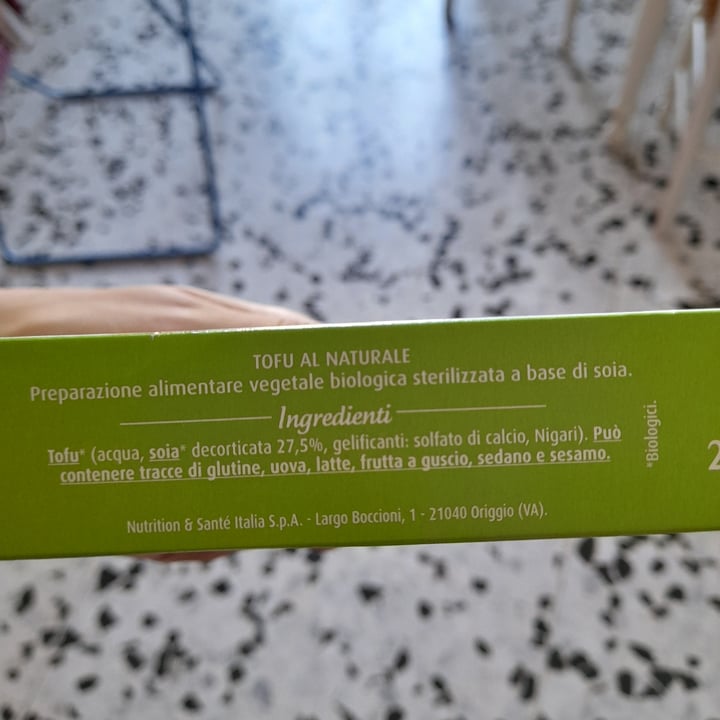 TOFU AL NATURALE
Preparazione alimentare vegetale biologica sterilizzata a base di soia.
Ingredienti
Tofu* (acqua, soia* decorticata 27,5%, gelificanti: solfato di calcio, Nigari). Può
contenere tracce di glutine, uova, latte, frutta a guscio, sedano e sesamo.
*Biologici.
Nutrition & Santé Italia S.p.A. - Largo Boccioni, 1 - 21040 Origgio (VA).
2